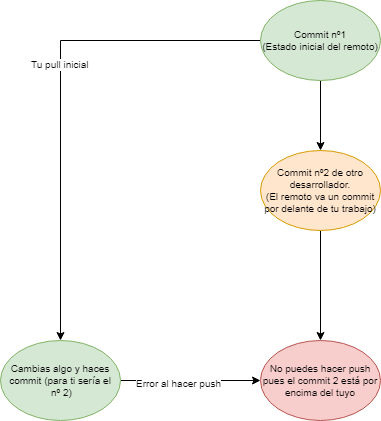 Commit nº1
(Estado inicial del remoto)
Tu pull inicial
Commit nº2 de otro
desarrollador.
(El remoto va un commit
por delante de tu trabajo)
Cambias algo y haces
commit (para ti sería el
nº 2)
Error al hacer push
No puedes hacer push
pues el commit 2 está por
encima del tuyo